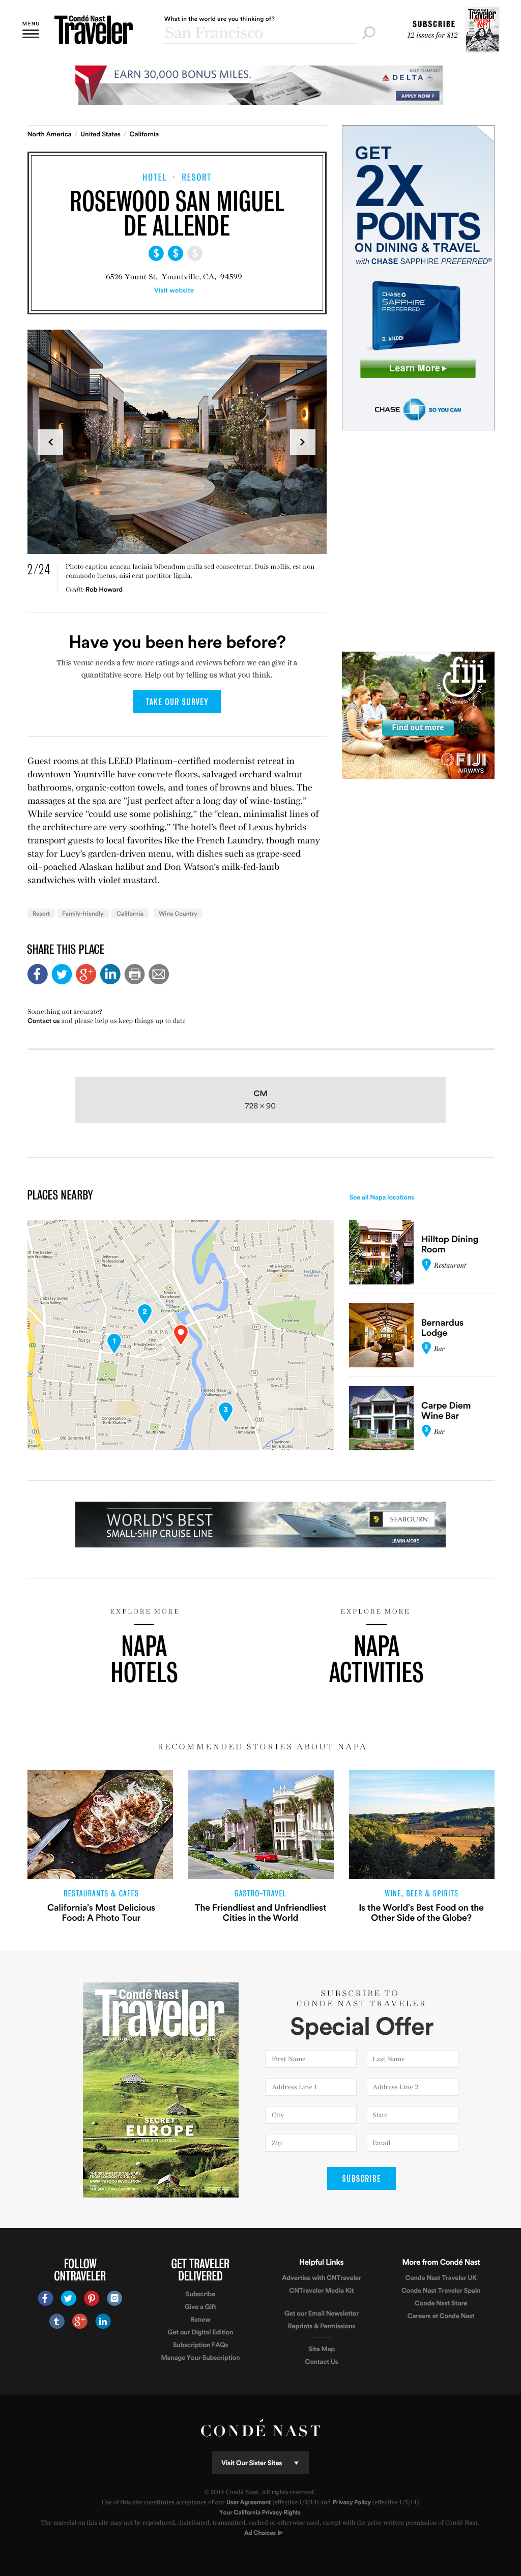 MENU
Condé Nast
Traveler
What in the world are you thinking of?
San Francisco
SUBSCRIBE
12 issues for $12
EARN 30,000 BONUS MILES.
DELTA
APPLY NOW >
North America / United States / California
HOTEL · RESORT
ROSEWOOD SAN MIGUEL
DE ALLENDE
$ $ $
6526 Yount St, Yountville, CA, 94599
Visit website
GET
2X
POINTS
ON DINING & TRAVEL
with CHASE SAPPHIRE PREFERRED®
CHASE
SAPPHIRE
PREFERRED
D. WALDEN
Learn More ▸
CHASE SO YOU CAN
2/24
Photo caption aenean lacinia bibendum nulla sed consectetur. Duis mollis, est non
commodo luctus, nisi erat porttitor ligula.
Credit: Rob Howard
Have you been here before?
This venue needs a few more ratings and reviews before we can give it a
quantitative score. Help out by telling us what you think.
TAKE OUR SURVEY
fiji
Find out more
FIJI
AIRWAYS
Guest rooms at this LEED Platinum–certified modernist retreat in
downtown Yountville have concrete floors, salvaged orchard walnut
bathrooms, organic-cotton towels, and tones of browns and blues. The
massages at the spa are “just perfect after a long day of wine-tasting.”
While service “could use some polishing,” the “clean, minimalist lines of
the architecture are very soothing.” The hotel’s fleet of Lexus hybrids
transport guests to local favorites like the French Laundry, though many
stay for Lucy’s garden-driven menu, with dishes such as grape-seed
oil–poached Alaskan halibut and Don Watson’s milk-fed-lamb
sandwiches with violet mustard.
Resort Family-friendly California Wine Country
SHARE THIS PLACE
Something not accurate?
Contact us and please help us keep things up to date
CM
728 × 90
PLACES NEARBY
See all Napa locations
1
2
3
NAPA
Hilltop Dining
Room
1 Restaurant
Bernardus
Lodge
2 Bar
Carpe Diem
Wine Bar
3 Bar
WORLD'S BEST
SMALL-SHIP CRUISE LINE
SEABOURN
LEARN MORE
EXPLORE MORE
NAPA
HOTELS
EXPLORE MORE
NAPA
ACTIVITIES
RECOMMENDED STORIES ABOUT NAPA
RESTAURANTS & CAFES
California’s Most Delicious
Food: A Photo Tour
GASTRO-TRAVEL
The Friendliest and Unfriendliest
Cities in the World
WINE, BEER & SPIRITS
Is the World’s Best Food on the
Other Side of the Globe?
Condé Nast
Traveler
SECRET
EUROPE
SUBSCRIBE TO
CONDE NAST TRAVELER
Special Offer
First Name
Last Name
Address Line 1
Address Line 2
City
State
Zip
Email
SUBSCRIBE
FOLLOW
CNTRAVELER
GET TRAVELER
DELIVERED
Subscribe
Give a Gift
Renew
Get our Digital Edition
Subscription FAQs
Manage Your Subscription
Helpful Links
Advertise with CNTraveler
CNTraveler Media Kit
Get our Email Newsletter
Reprints & Permissions
Site Map
Contact Us
More from Condé Nast
Conde Nast Traveler UK
Conde Nast Traveler Spain
Conde Nast Store
Careers at Conde Nast
CONDÉ NAST
Visit Our Sister Sites
© 2014 Condé Nast. All rights reserved.
Use of this site constitutes acceptance of our User Agreement (effective 1/2/14) and Privacy Policy (effective 1/2/14)
Your California Privacy Rights
The material on this site may not be reproduced, distributed, transmitted, cached or otherwise used, except with the prior written permission of Condé Nast.
Ad Choices